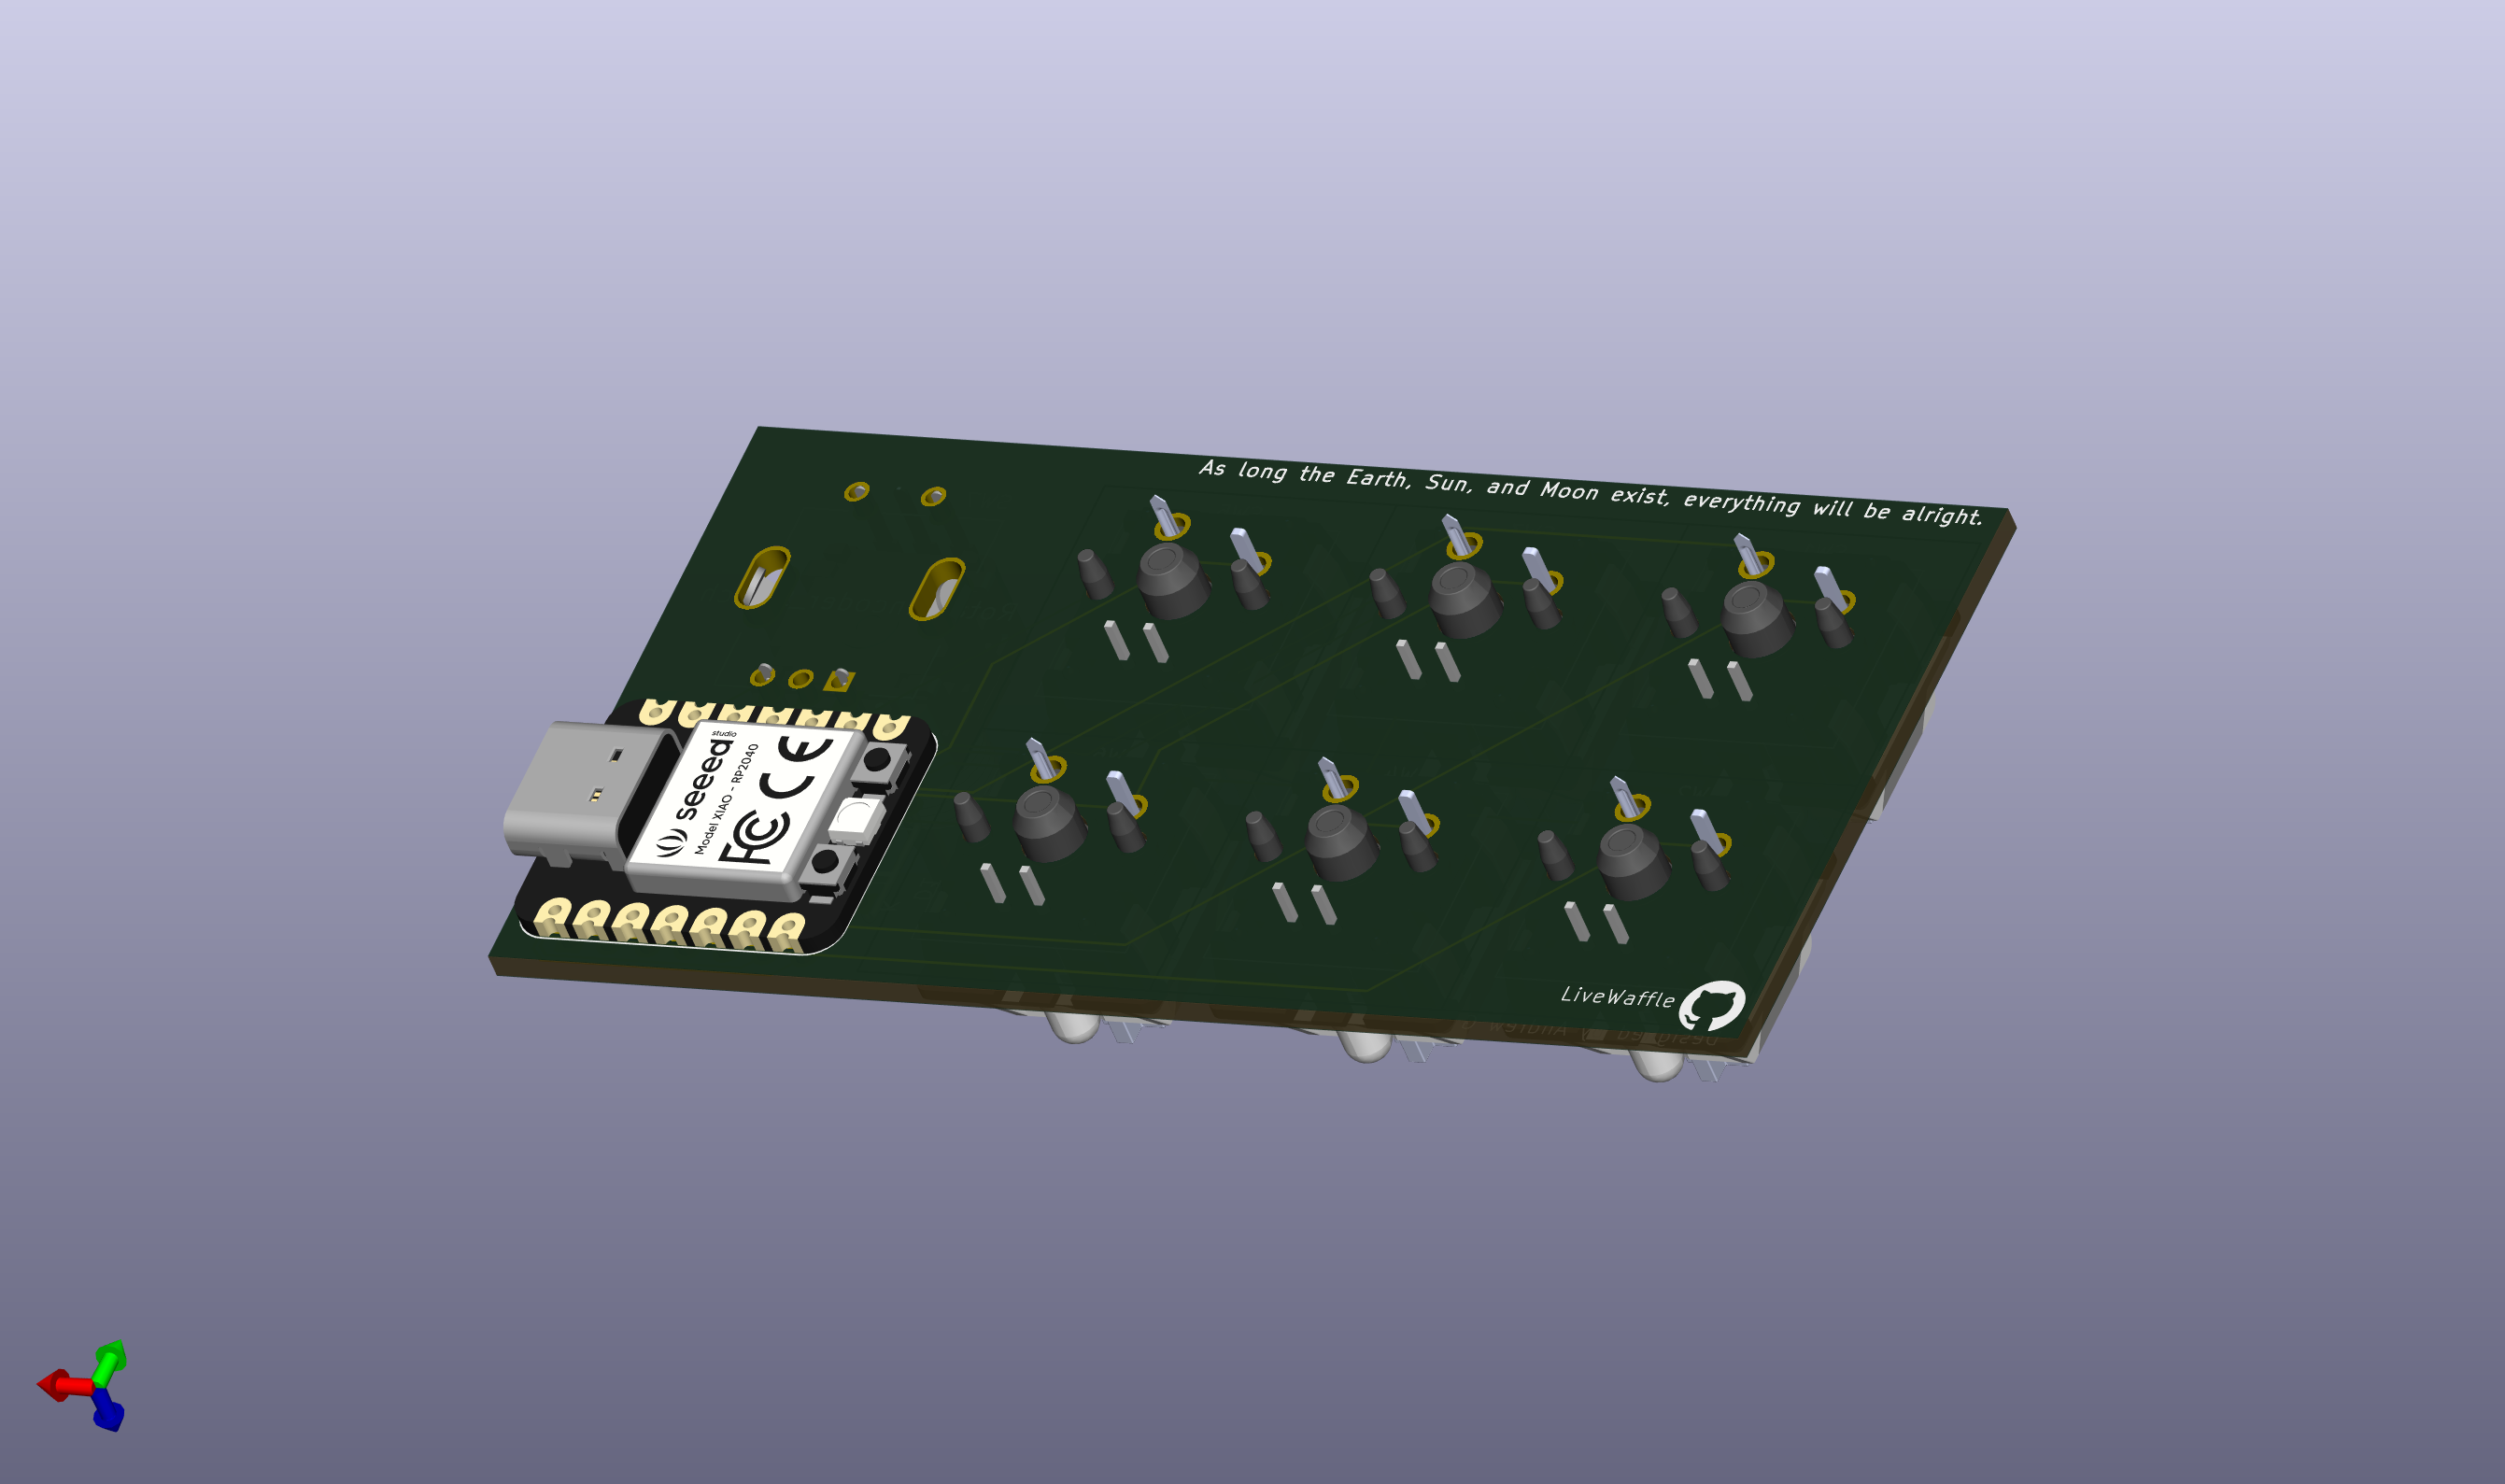 As long the Earth, Sun, and Moon exist, everything will be alright.
studio
seeed
Model XIAO - RP2040
FC CE
LiveWaffle